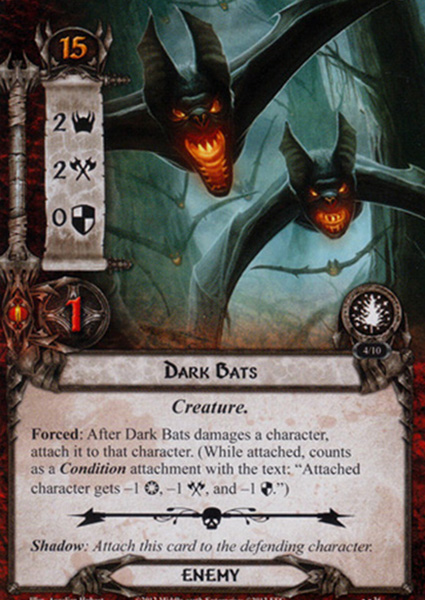 15
2
2
0
1
4/10
DARK BATS
Creature.
Forced: After Dark Bats damages a character,
attach it to that character. (While attached, counts
as a Condition attachment with the text: “Attached
character gets –1 , –1 , and –1 .”)
Shadow: Attach this card to the defending character.
ENEMY